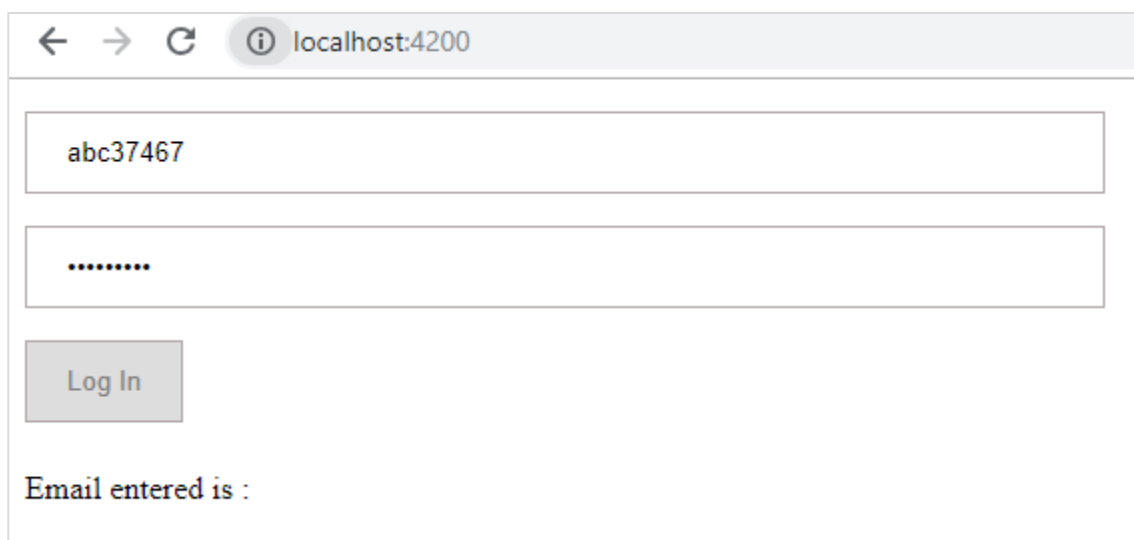 localhost:4200
abc37467
•••••••••
Log In
Email entered is :